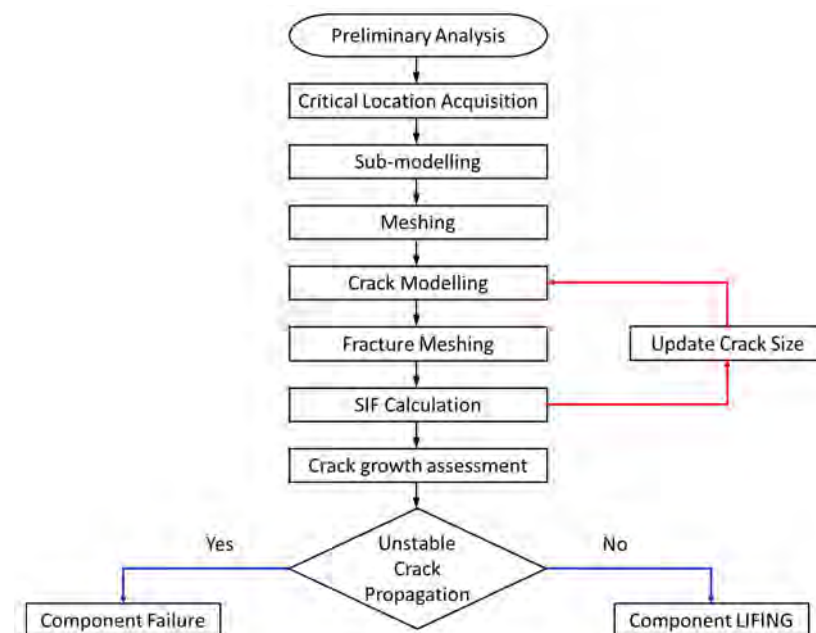 Preliminary Analysis
Critical Location Acquisition
Sub-modelling
Meshing
Crack Modelling
Fracture Meshing
Update Crack Size
SIF Calculation
Crack growth assessment
Yes
Unstable
Crack
Propagation
No
Component Failure
Component LIFING